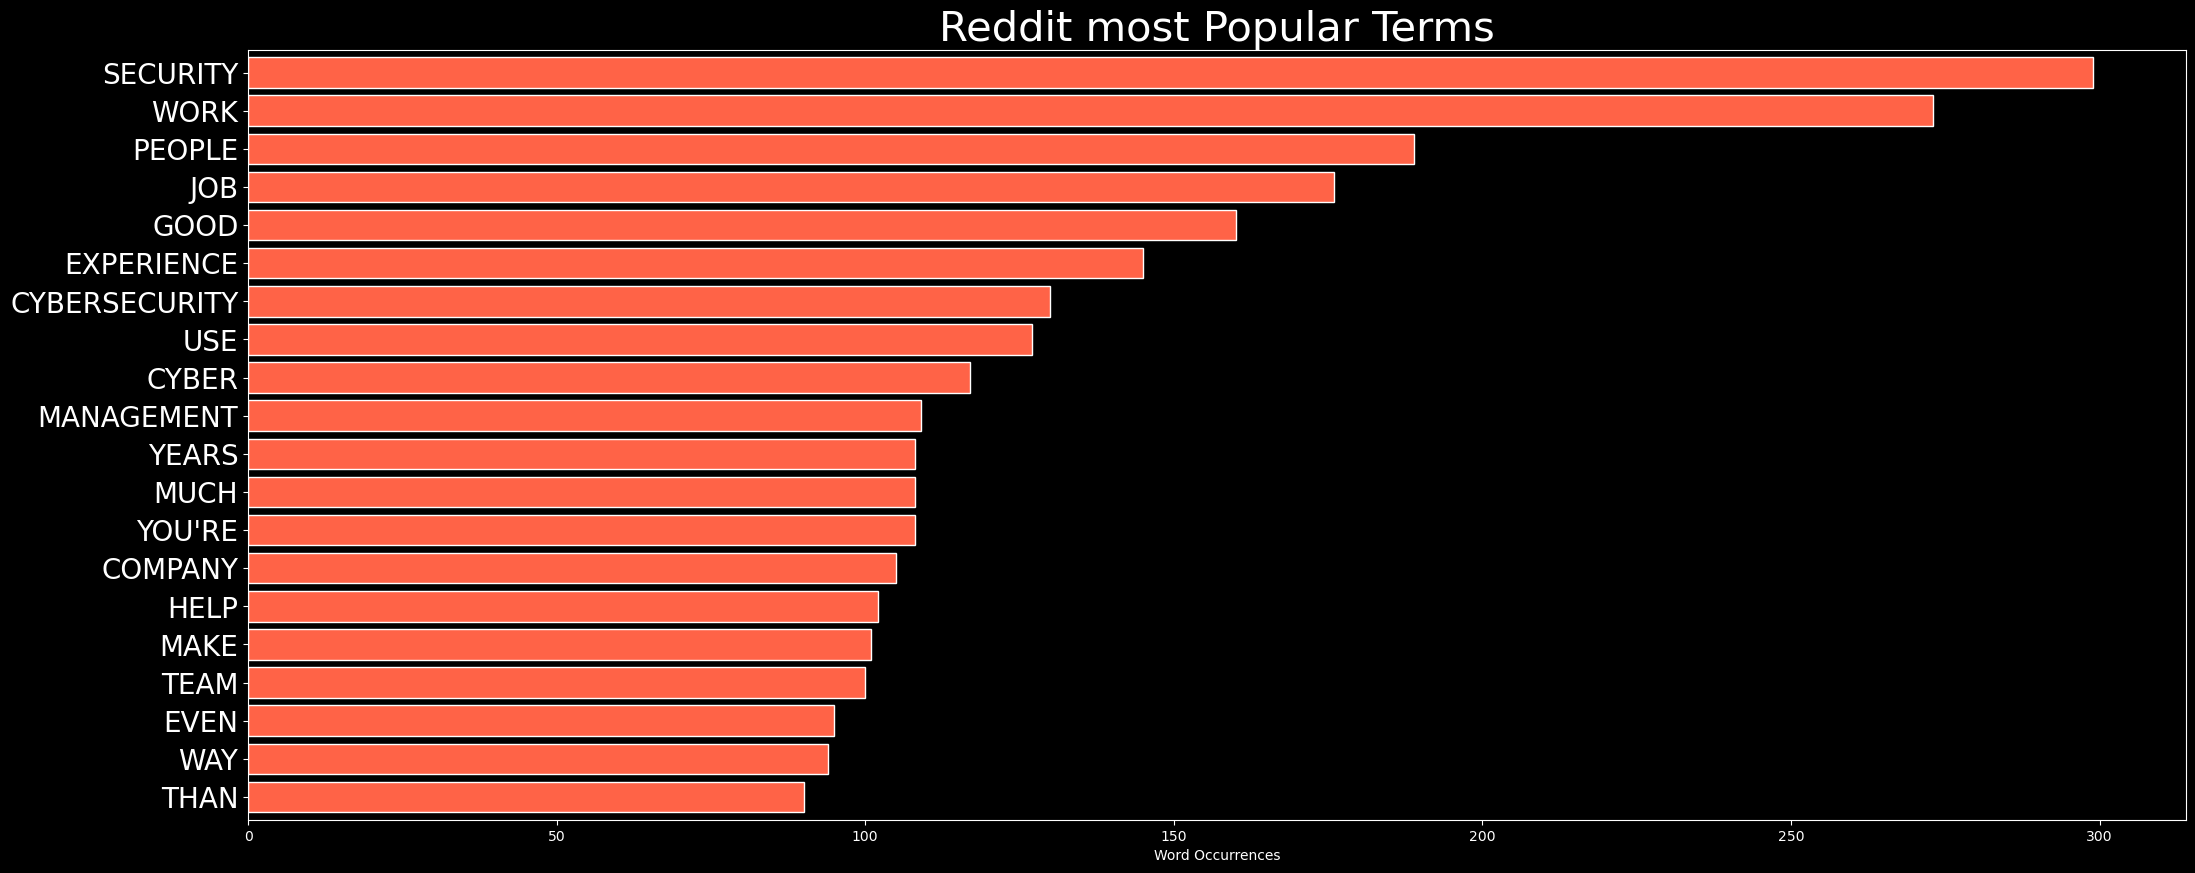 Reddit most Popular Terms
SECURITY
WORK
PEOPLE
JOB
GOOD
EXPERIENCE
CYBERSECURITY
USE
CYBER
MANAGEMENT
YEARS
MUCH
YOU'RE
COMPANY
HELP
MAKE
TEAM
EVEN
WAY
THAN
0 50 100 150 200 250 300
Word Occurrences